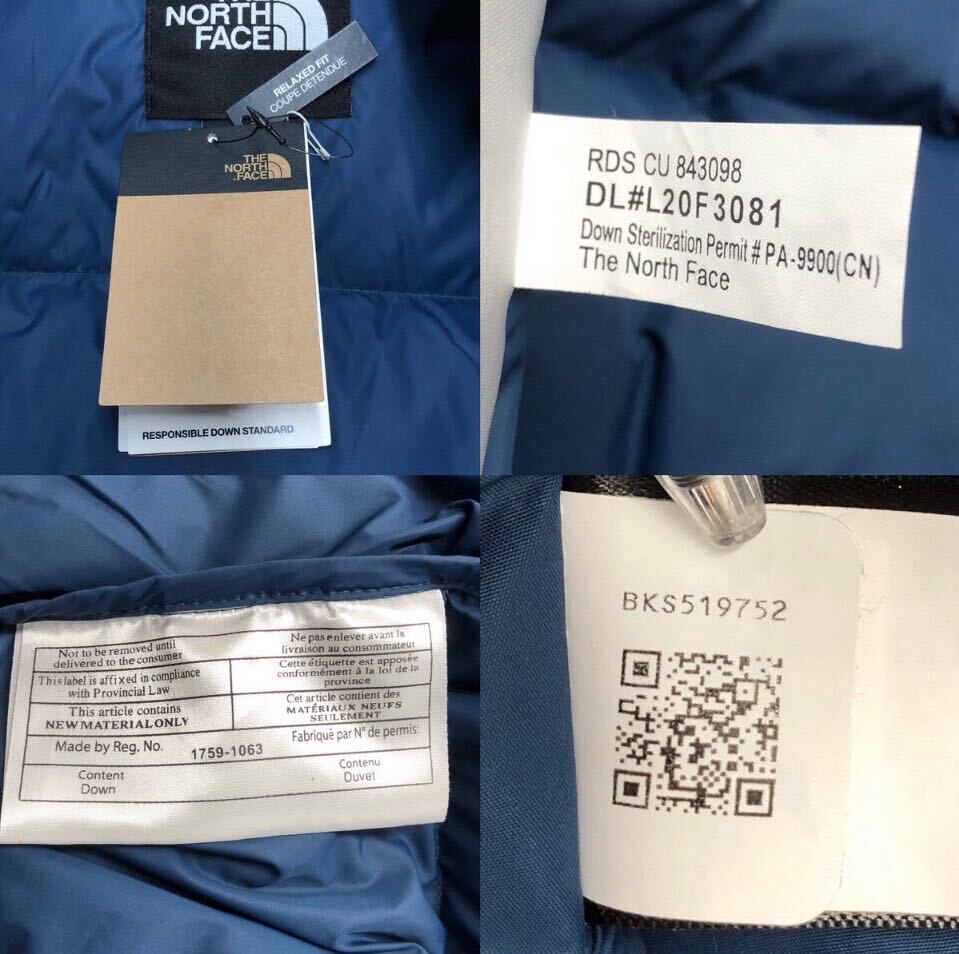 THE
NORTH
FACE
RELAXED FIT
COUPE DÉTENDUE
THE
NORTH
FACE
RESPONSIBLE DOWN STANDARD
RDS CU 843098
DL#L20F3081
Down Sterilization Permit # PA-9900(CN)
The North Face
Not to be removed until
delivered to the consumer
Ne pas enlever avant la
livraison au consommateur
This label is affixed in compliance
with Provincial Law
Cette étiquette est apposée
conformément à la loi de la
province
This article contains
NEW MATERIAL ONLY
Cet article contient des
MATÉRIAUX NEUFS
SEULEMENT
Made by Reg. No. 1759-1063 Fabriqué par N° de permis:
Content
Down
Contenu
Duvet
BKS519752